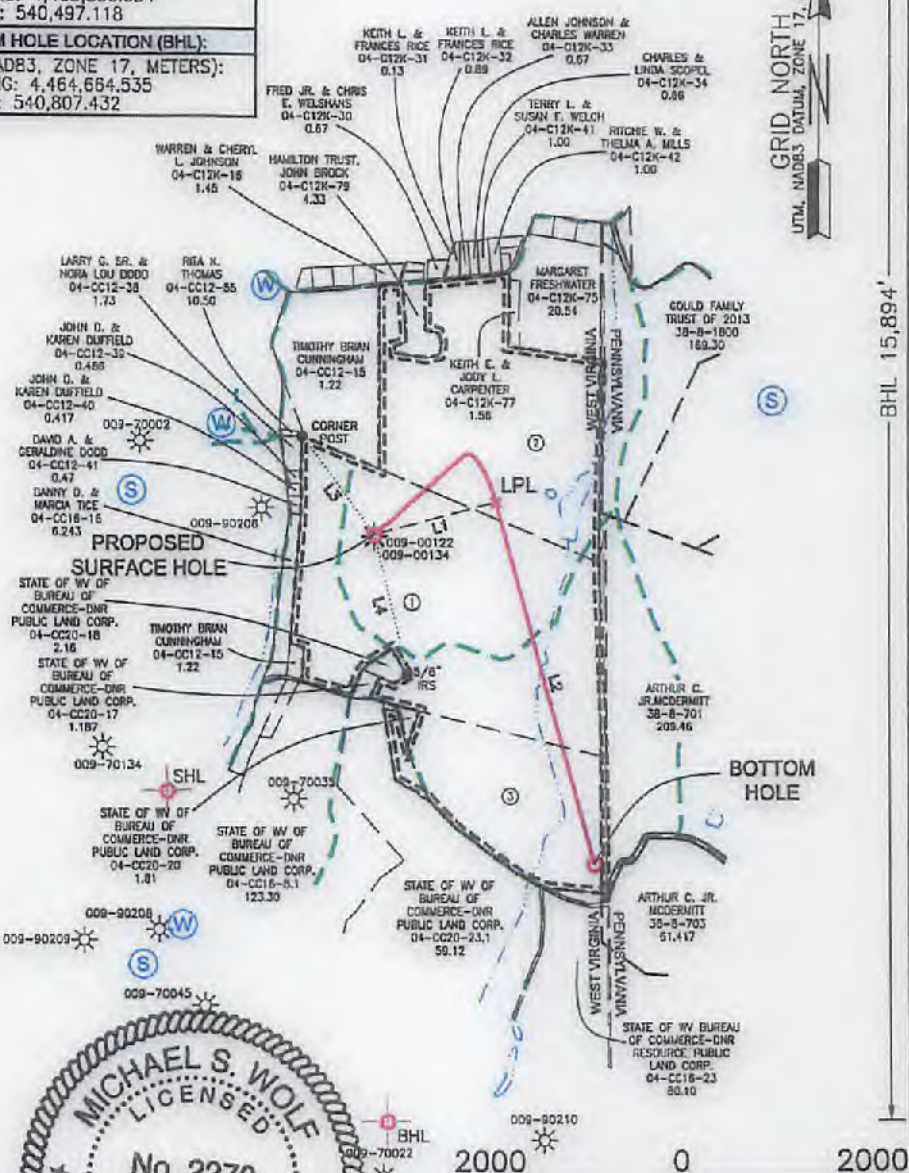 : 540,497.118
M HOLE LOCATION (BHL):
AD83, ZONE 17, METERS):
NG: 4,464,664.535
: 540,807.432
GRID NORTH
UTM, NAD83 DATUM, ZONE 17.
BHL 15,894'
KEITH L. &
FRANCES RICE
04-C12K-31
0.13
KEITH L. &
FRANCES RICE
04-C12K-32
0.89
ALLEN JOHNSON &
CHARLES WARREN
04-C12K-33
0.67
CHARLES &
LINDA SCOPEL
04-C12K-34
0.86
FRED JR. & CHRIS
E. WELSHANS
04-C12K-30
0.67
TERRY L. &
SUSAN F. WELCH
04-C12K-41
1.00
RITCHIE W. &
THELMA A. MILLS
04-C12K-42
1.00
WARREN & CHERYL
L. JOHNSON
04-C12K-16
1.45
HAMILTON TRUST,
JOHN BROCK
04-C12K-79
4.33
LARRY G. SR. &
NORA LOU DODD
04-CC12-38
1.73
RITA K.
THOMAS
04-CC12-55
10.50
W
MARGARET
FRESHWATER
04-C12K-75
20.54
GOULD FAMILY
TRUST OF 2013
38-8-1800
169.30
JOHN D. &
KAREN DUFFIELD
04-CC12-39
0.486
TIMOTHY BRIAN
CUNNINGHAM
04-CC12-15
1.22
KEITH E. &
JODY L.
CARPENTER
04-C12K-77
1.56
WEST VIRGINIA
PENNSYLVANIA
S
JOHN D. &
KAREN DUFFIELD
04-CC12-40
0.417
009-70002
W
CORNER
POST
2
DAVID A. &
GERALDINE DODD
04-CC12-41
0.47
S
L3
LPL
L1
DANNY D. &
MARCIA TICE
04-CC16-16
6.243
009-90206
009-00122
009-00134
PROPOSED
SURFACE HOLE
STATE OF WV OF
BUREAU OF
COMMERCE-DNR
PUBLIC LAND CORP.
04-CC20-18
2.16
1
L4
TIMOTHY BRIAN
CUNNINGHAM
04-CC12-15
1.22
5/8"
IRS
L2
STATE OF WV OF
BUREAU OF
COMMERCE-DNR
PUBLIC LAND CORP.
04-CC20-17
1.187
ARTHUR C.
JR.MCDERMITT
38-8-701
209.46
009-70134
SHL
009-70035
3
BOTTOM
HOLE
STATE OF WV OF
BUREAU OF
COMMERCE-DNR
PUBLIC LAND CORP.
04-CC20-20
1.81
STATE OF WV OF
BUREAU OF
COMMERCE-DNR
PUBLIC LAND CORP.
04-CC16-8.1
123.30
STATE OF WV OF
BUREAU OF
COMMERCE-DNR
PUBLIC LAND CORP.
04-CC20-23.1
59.12
ARTHUR C. JR.
MCDERMITT
38-8-703
61.417
009-90208
W
009-90209
S
WEST VIRGINIA
PENNSYLVANIA
009-70045
STATE OF WV BUREAU
OF COMMERCE-DNR
RESOURCE PUBLIC
LAND CORP.
04-CC16-23
80.10
MICHAEL S. WOLF
LICENSED
No. 2270
BHL
009-70022
009-90210
2000
0
2000